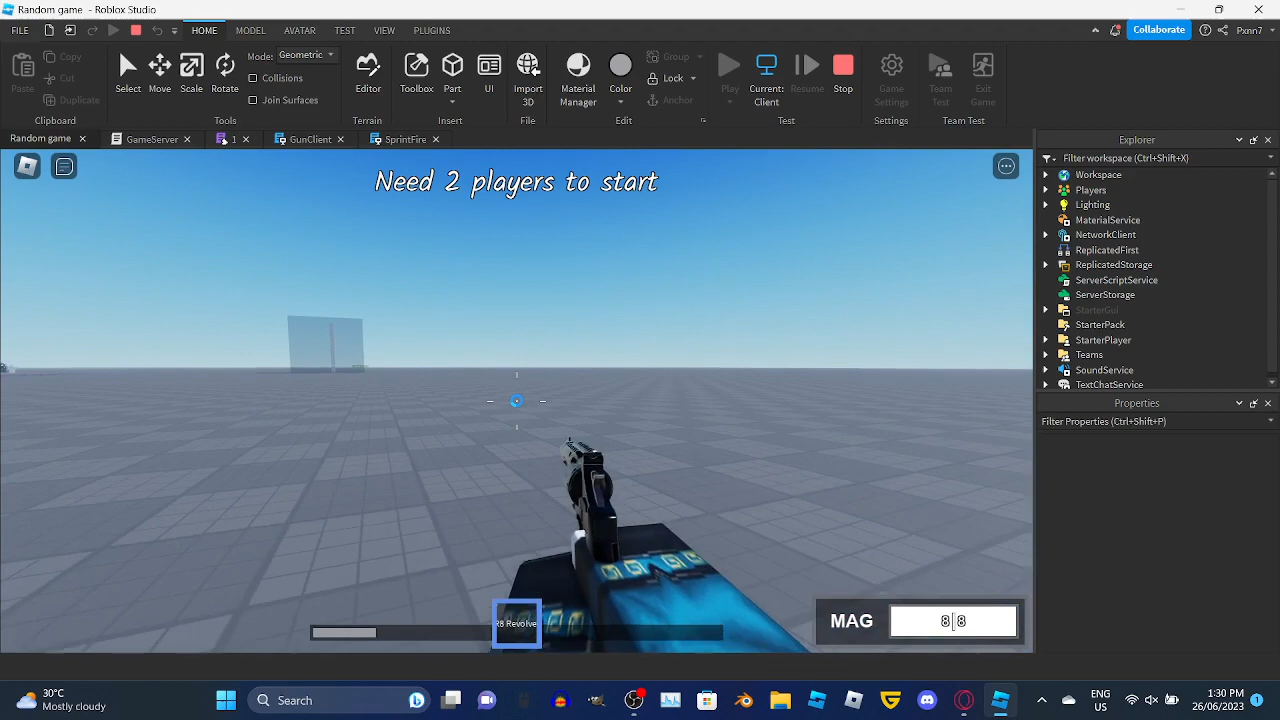 Random game - Roblox Studio
FILE HOME MODEL AVATAR TEST VIEW PLUGINS Collaborate Pxnn7
Paste Copy Cut Duplicate Clipboard
Select Move Scale Rotate Mode: Geometric Collisions Join Surfaces Tools
Editor Terrain
Toolbox Part UI Insert
Import 3D File
Material Manager Color Group Lock Anchor Edit
Play Current: Client Resume Stop Test
Game Settings Settings
Team Test Exit Game Team Test
Random game GameServer 1 GunClient SprintFire
Need 2 players to start
R8 Revolve
MAG 8|8
Explorer
Filter workspace (Ctrl+Shift+X)
Workspace
Players
Lighting
MaterialService
NetworkClient
ReplicatedFirst
ReplicatedStorage
ServerScriptService
ServerStorage
StarterGui
StarterPack
StarterPlayer
Teams
SoundService
TextChatService
Properties
Filter Properties (Ctrl+Shift+P)
30°C
Mostly cloudy
Search
ENG
US
1:30 PM
26/06/2023
1